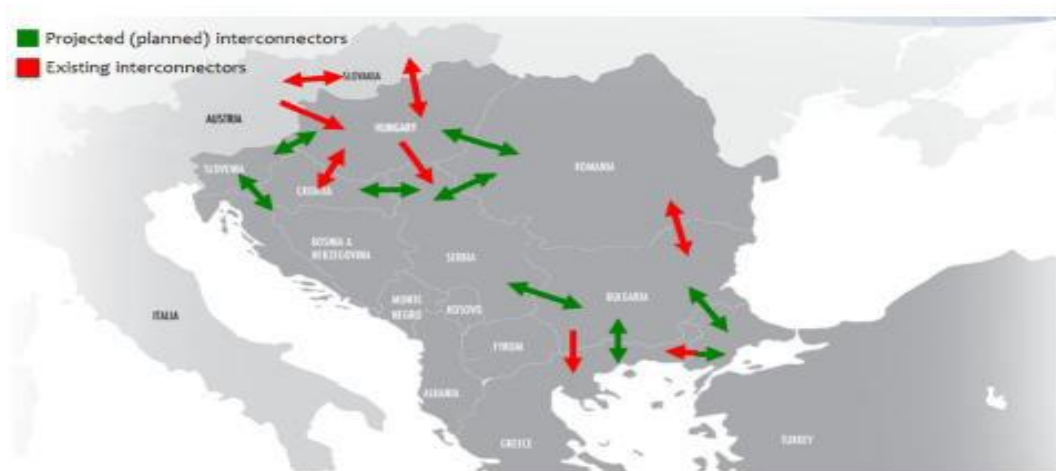 Projected (planned) interconnectors
Existing interconnectors
SLOVAKIA
AUSTRIA
HUNGARY
SLOVENIA
CROATIA
ROMANIA
BOSNIA &
HERZEGOVINA
SERBIA
MONTE
NEGRO
KOSOVO
BULGARIA
ITALIA
FYROM
ALBANIA
GREECE
TURKEY